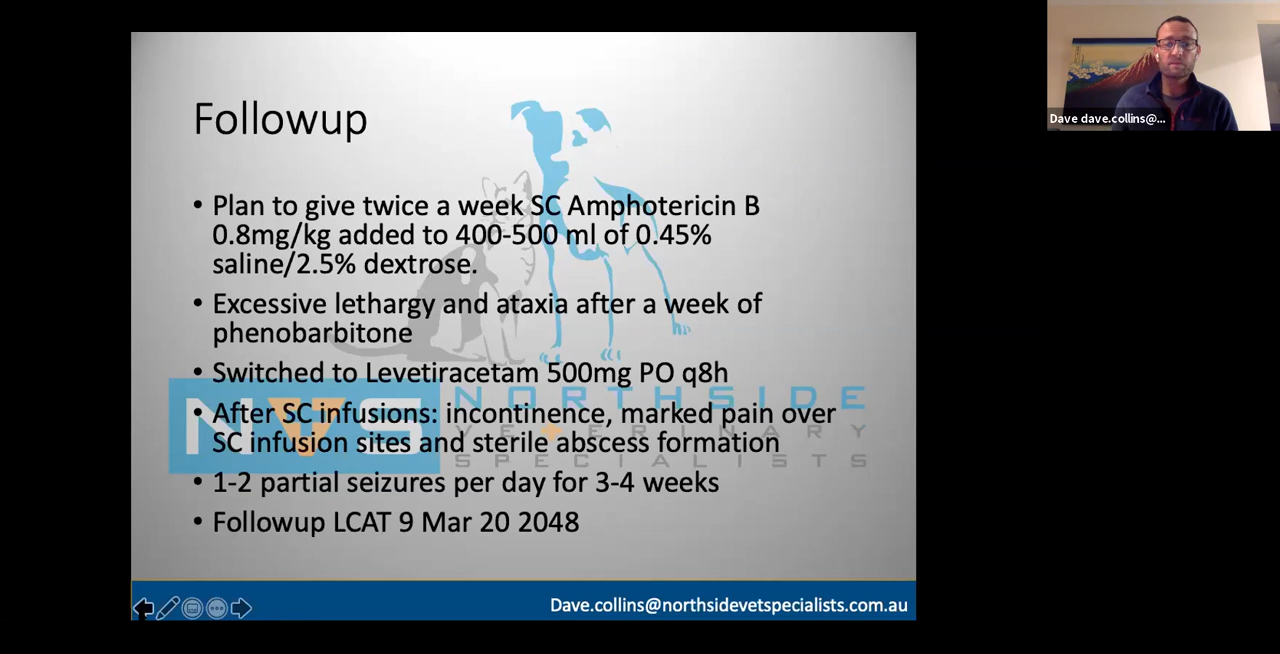 Followup
• Plan to give twice a week SC Amphotericin B
0.8mg/kg added to 400-500 ml of 0.45%
saline/2.5% dextrose.
• Excessive lethargy and ataxia after a week of
phenobarbitone
• Switched to Levetiracetam 500mg PO q8h
• After SC infusions: incontinence, marked pain over
SC infusion sites and sterile abscess formation
• 1-2 partial seizures per day for 3-4 weeks
• Followup LCAT 9 Mar 20 2048
NVS
NORTHSIDE
VETERINARY
SPECIALISTS
Dave.collins@northsidevetspecialists.com.au
Dave dave.collins@...